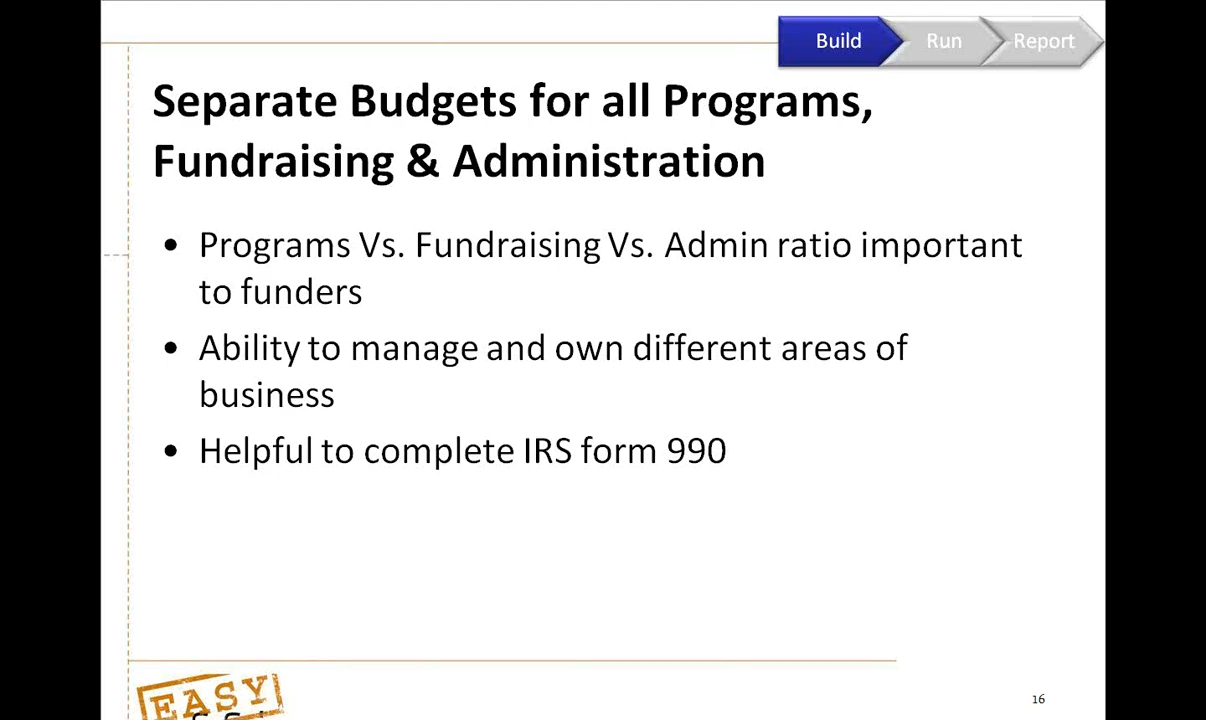 Build Run Report
Separate Budgets for all Programs,
Fundraising & Administration
• Programs Vs. Fundraising Vs. Admin ratio important
to funders
• Ability to manage and own different areas of
business
• Helpful to complete IRS form 990
EASY
16